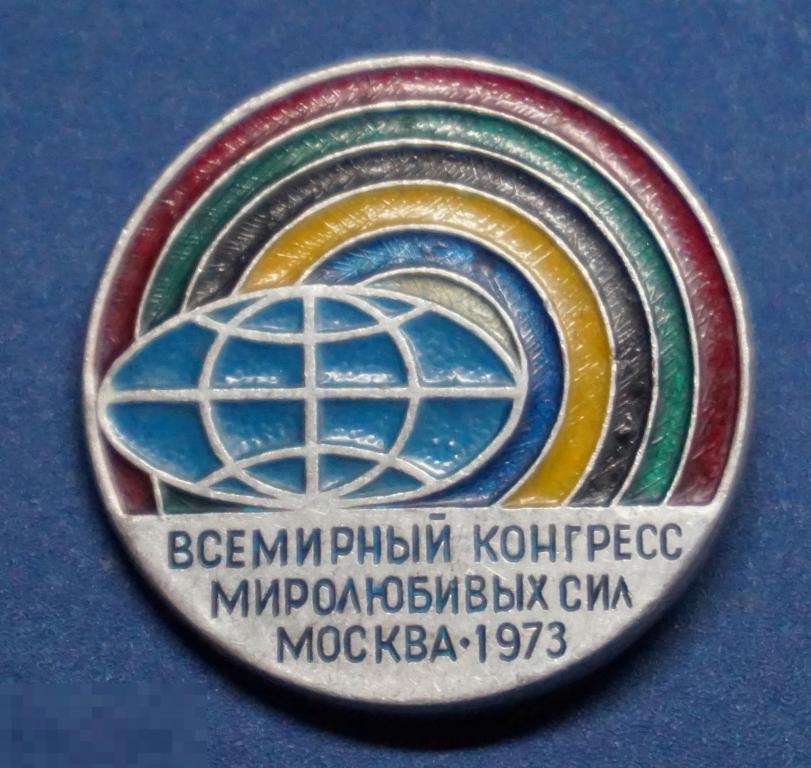 ВСЕМИРНЫЙ КОНГРЕСС
МИРОЛЮБИВЫХ СИЛ
МОСКВА·1973